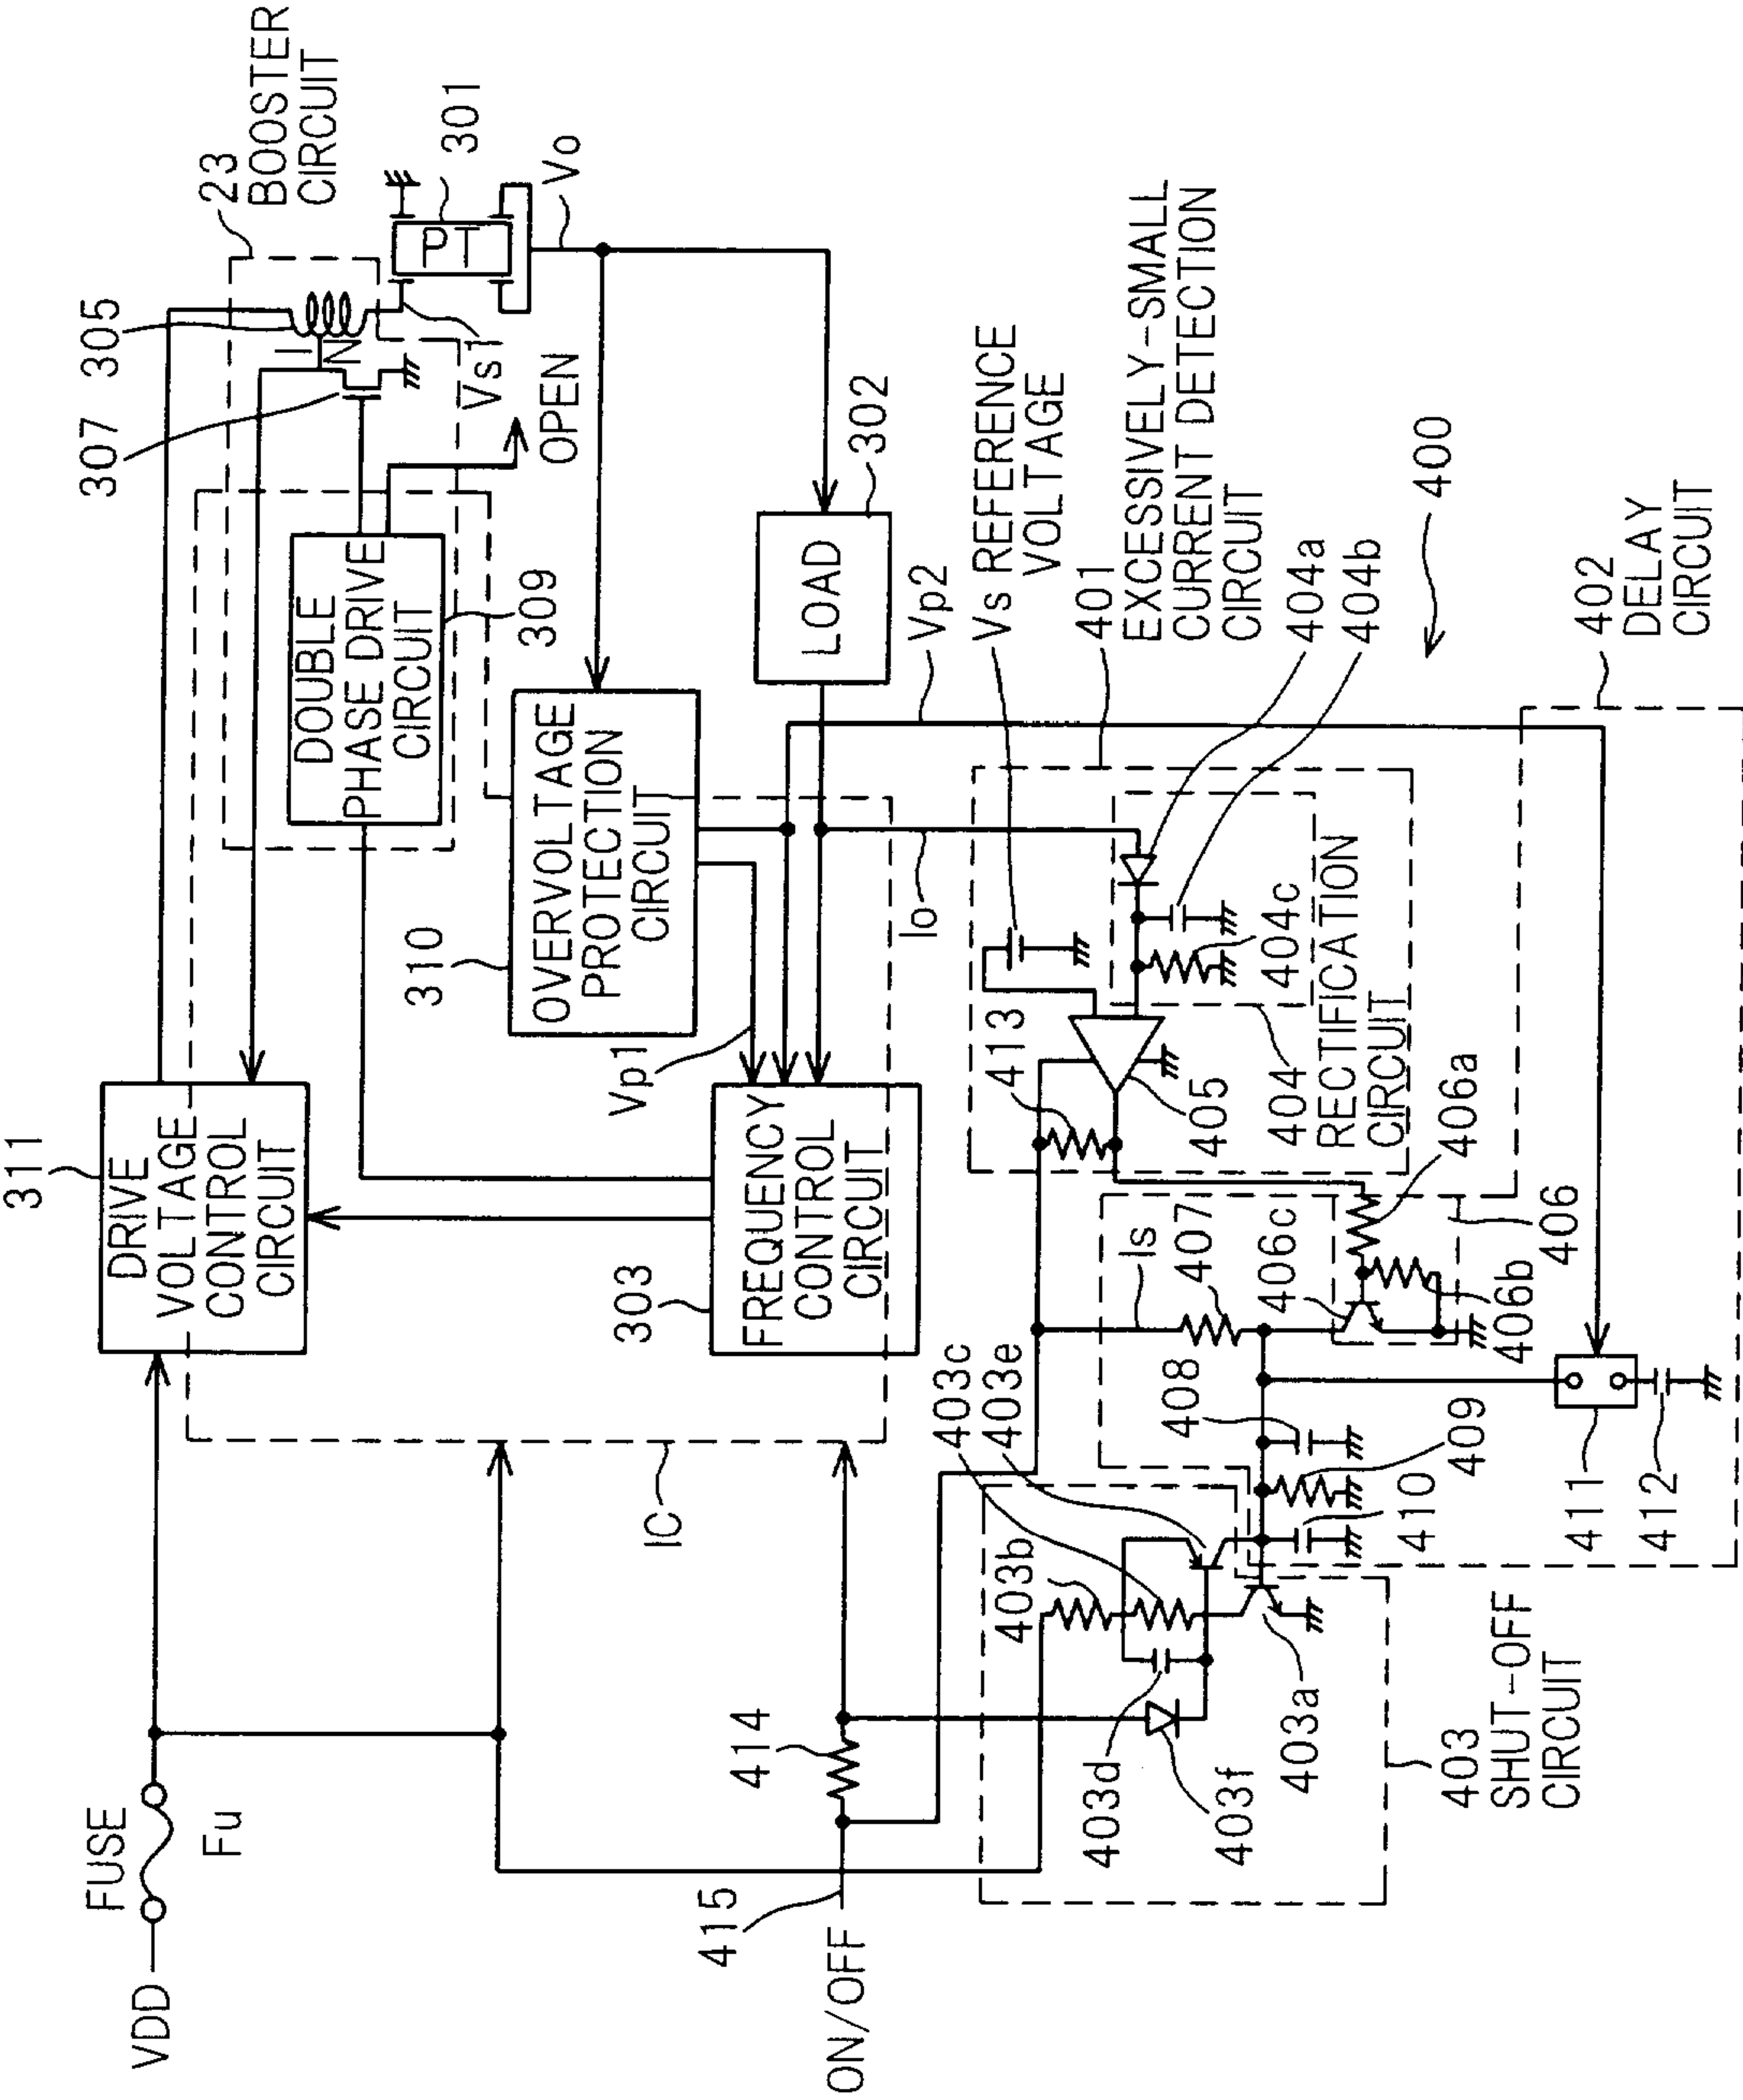 311
DRIVE
VOLTAGE
CONTROL
CIRCUIT
307
305
23
BOOSTER
CIRCUIT
IN
DOUBLE
PHASE DRIVE
CIRCUIT
309
Vs1
OPEN
PT
301
Vo
FUSE
Fu
VDD
IC
303
FREQUENCY
CONTROL
CIRCUIT
Vp1
310
OVERVOLTAGE
PROTECTION
CIRCUIT
LOAD
302
Io
Vp2
Vs REFERENCE
VOLTAGE
401
EXCESSIVELY-SMALL
CURRENT DETECTION
CIRCUIT
404a
404b
404c
400
ON/OFF
415
414
413
405
404
RECTIFICATION
CIRCUIT
406a
402
DELAY
CIRCUIT
403b
403c
403e
Is
407
406c
406b
406
408
409
410
411
412
403d
403f
403a
403
SHUT-OFF
CIRCUIT